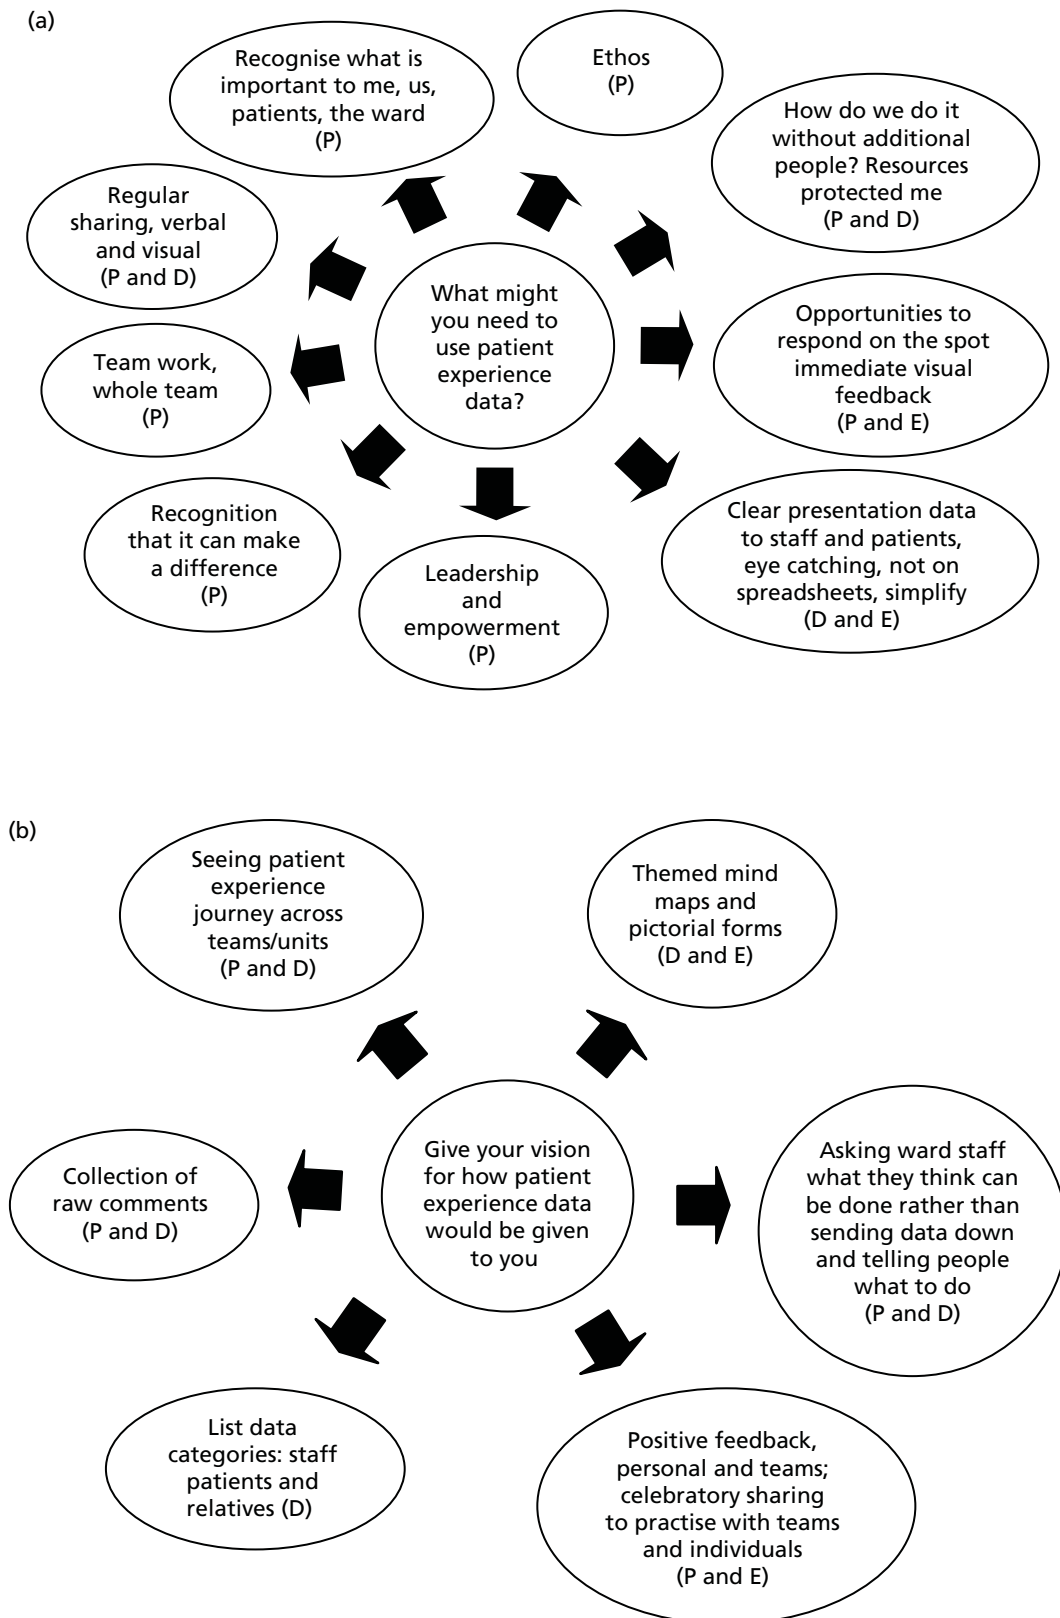 (a)
Recognise what is
important to me, us,
patients, the ward
(P)
Ethos
(P)
How do we do it
without additional
people? Resources
protected me
(P and D)
Regular
sharing, verbal
and visual
(P and D)
What might
you need to
use patient
experience
data?
Opportunities to
respond on the spot
immediate visual
feedback
(P and E)
Team work,
whole team
(P)
Recognition
that it can make
a difference
(P)
Leadership
and
empowerment
(P)
Clear presentation data
to staff and patients,
eye catching, not on
spreadsheets, simplify
(D and E)
(b)
Seeing patient
experience
journey across
teams/units
(P and D)
Themed mind
maps and
pictorial forms
(D and E)
Collection of
raw comments
(P and D)
Give your vision
for how patient
experience data
would be given
to you
Asking ward staff
what they think can
be done rather than
sending data down
and telling people
what to do
(P and D)
List data
categories: staff
patients and
relatives (D)
Positive feedback,
personal and teams;
celebratory sharing
to practise with teams
and individuals
(P and E)